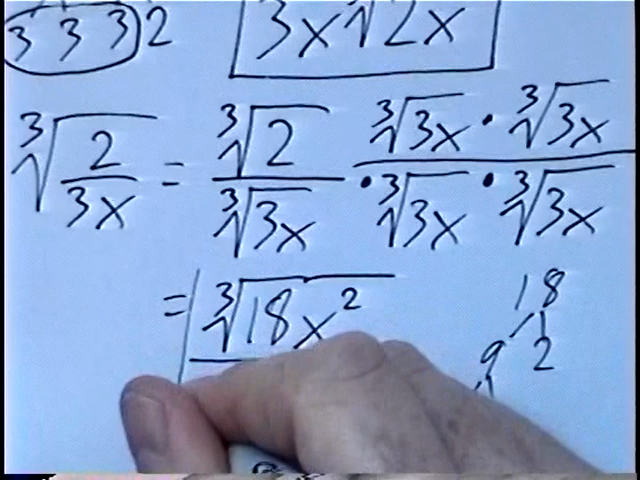 3 3 3 2 3x∛2x
∛(2/3x) = ∛2/∛3x · ∛3x · ∛3x/∛3x · ∛3x
= ∛18x²
18
9 2